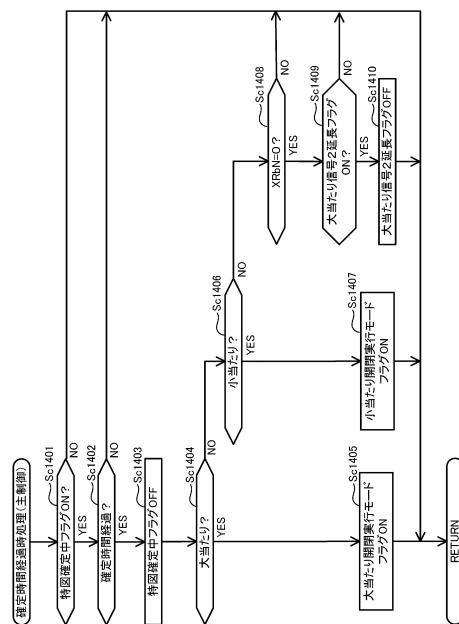 確定時間経過時処理(主制御)
Sc1401
特図確定中フラグON?
NO
YES
Sc1402
確定時間経過?
NO
YES
Sc1403
特図確定中フラグOFF
Sc1404
大当たり?
NO
YES
Sc1405
大当たり開閉実行モード
フラグON
Sc1406
小当たり?
NO
YES
Sc1407
小当たり開閉実行モード
フラグON
Sc1408
XRbN=0?
NO
YES
Sc1409
大当たり信号2延長フラグ
ON?
NO
YES
Sc1410
大当たり信号2延長フラグOFF
RETURN